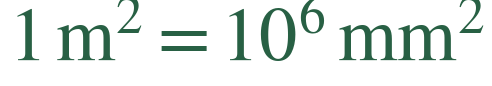 1 m² = 10⁶ mm²